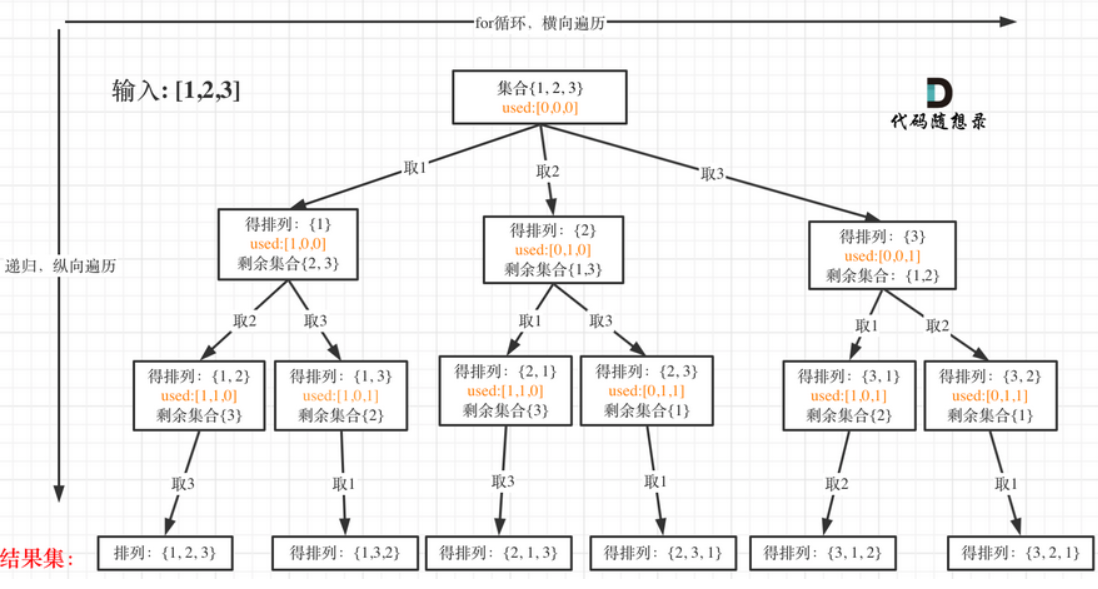 for循环，横向遍历
输入: [1,2,3]
集合{1, 2, 3}
used:[0,0,0]
代码随想录
取1
取2
取3
递归，纵向遍历
得排列：{1}
used:[1,0,0]
剩余集合{2, 3}
得排列：{2}
used:[0,1,0]
剩余集合{1,3}
得排列：{3}
used:[0,0,1]
剩余集合：{1,2}
取2
取3
取1
取3
取1
取2
得排列：{1, 2}
used:[1,1,0]
剩余集合{3}
得排列：{1, 3}
used:[1,0,1]
剩余集合{2}
得排列：{2, 1}
used:[1,1,0]
剩余集合{3}
得排列：{2, 3}
used:[0,1,1]
剩余集合{1}
得排列：{3, 1}
used:[1,0,1]
剩余集合{2}
得排列：{3, 2}
used:[0,1,1]
剩余集合{1}
取3
取1
取3
取1
取2
取1
结果集：
排列：{1, 2, 3}
得排列：{1,3,2}
得排列：{2, 1, 3}
得排列：{2, 3, 1}
得排列：{3, 1, 2}
得排列：{3, 2, 1}